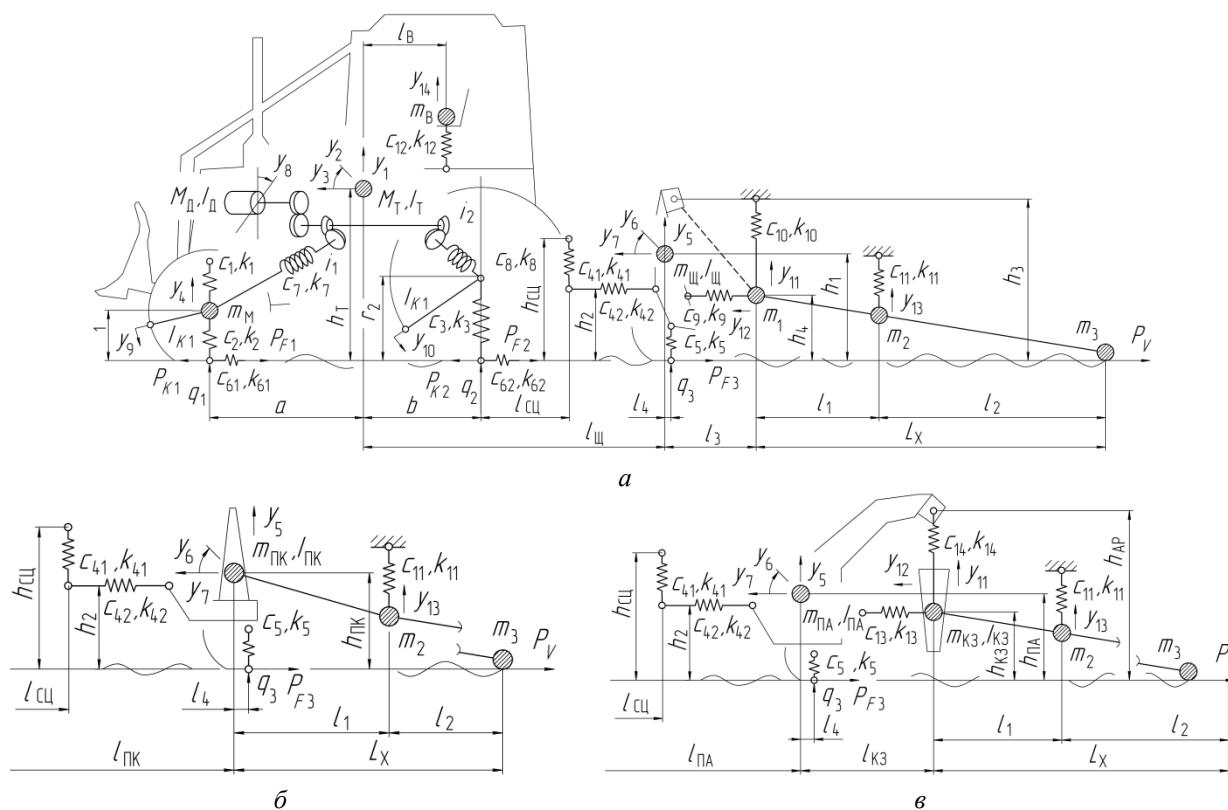 l_В
y_14
m_В
c_12, k_12
y_8
y_2
y_1
y_3
M_Д, I_Д
M_Т, I_Т
i_2
i_1
c_1, k_1
c_7, k_7
y_4
m_М
I_К1
y_9
c_2, k_2
P_F1
P_К1
q_1
c_61, k_61
1
h_Т
r_2
I_К1
y_10
c_3, k_3
c_8, k_8
P_F2
P_К2
q_2
c_62, k_62
h_СЦ
c_41, k_41
c_42, k_42
h_2
y_6
y_7
y_5
m_Щ, I_Щ
c_9, k_9
c_5, k_5
q_3
P_F3
c_10, k_10
y_11
y_12
m_1
h_4
h_1
c_11, k_11
y_13
m_2
h_3
m_3
P_V
a
b
l_СЦ
l_4
l_1
l_2
l_Щ
l_3
L_X
а
h_СЦ
c_41, k_41
c_42, k_42
h_2
y_6
y_5
y_7
m_ПК, I_ПК
c_5, k_5
c_11, k_11
y_13
h_ПК
m_2
m_3
P_V
q_3
P_F3
l_СЦ
l_4
l_1
l_2
l_ПК
L_X
б
h_СЦ
c_41, k_41
c_42, k_42
h_2
y_6
y_5
y_7
m_ПА, I_ПА
c_5, k_5
c_13, k_13
c_14, k_14
y_12
y_11
m_КЗ, I_КЗ
h_КЗ
h_ПА
c_11, k_11
y_13
m_2
h_АР
m_3
P
q_3
P_F3
l_СЦ
l_4
l_1
l_2
l_ПА
l_КЗ
L_X
в